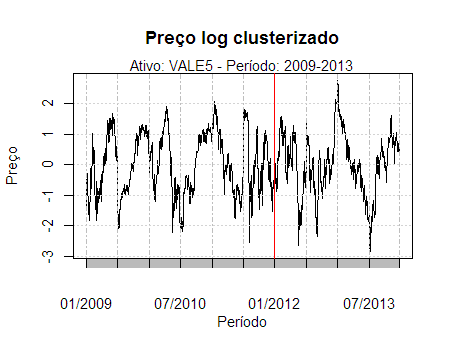 Preço log clusterizado
Ativo: VALE5 - Período: 2009-2013
Preço
2
1
0
-1
-2
-3
01/2009 07/2010 01/2012 07/2013
Período